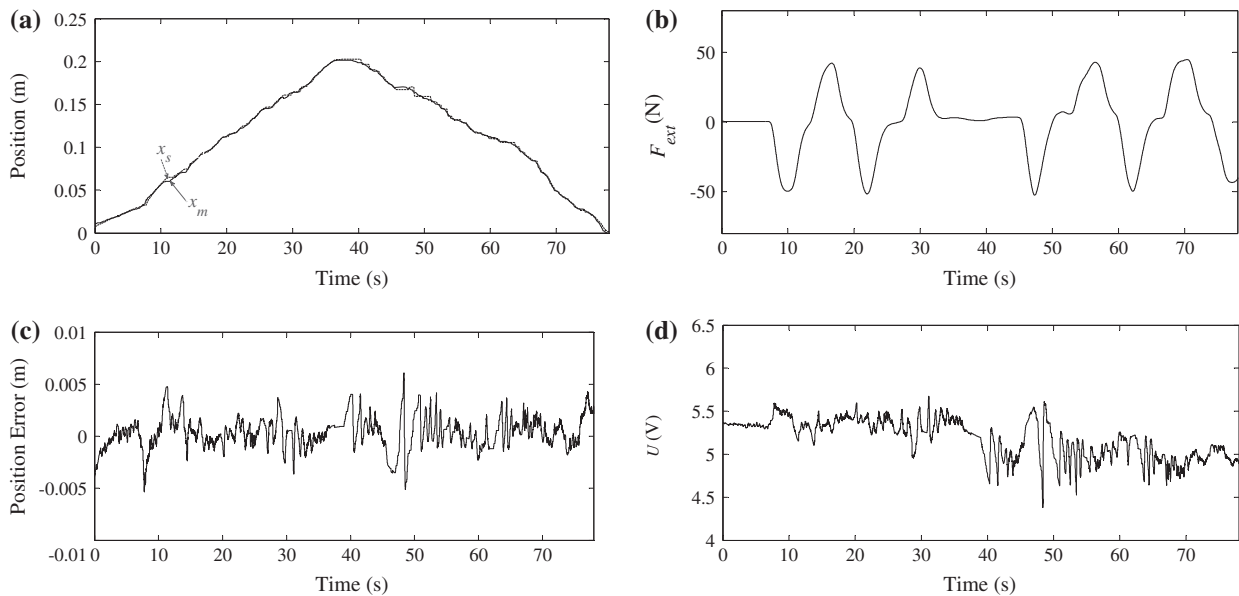 (a)
0.25
0.2
0.15
0.1
0.05
0
Position (m)
x_s
x_m
0 10 20 30 40 50 60 70
Time (s)
(b)
50
0
-50
F_ext (N)
0 10 20 30 40 50 60 70
Time (s)
(c)
0.01
0.005
0
-0.005
-0.01
Position Error (m)
0 10 20 30 40 50 60 70
Time (s)
(d)
6.5
6
5.5
5
4.5
4
U (V)
0 10 20 30 40 50 60 70
Time (s)